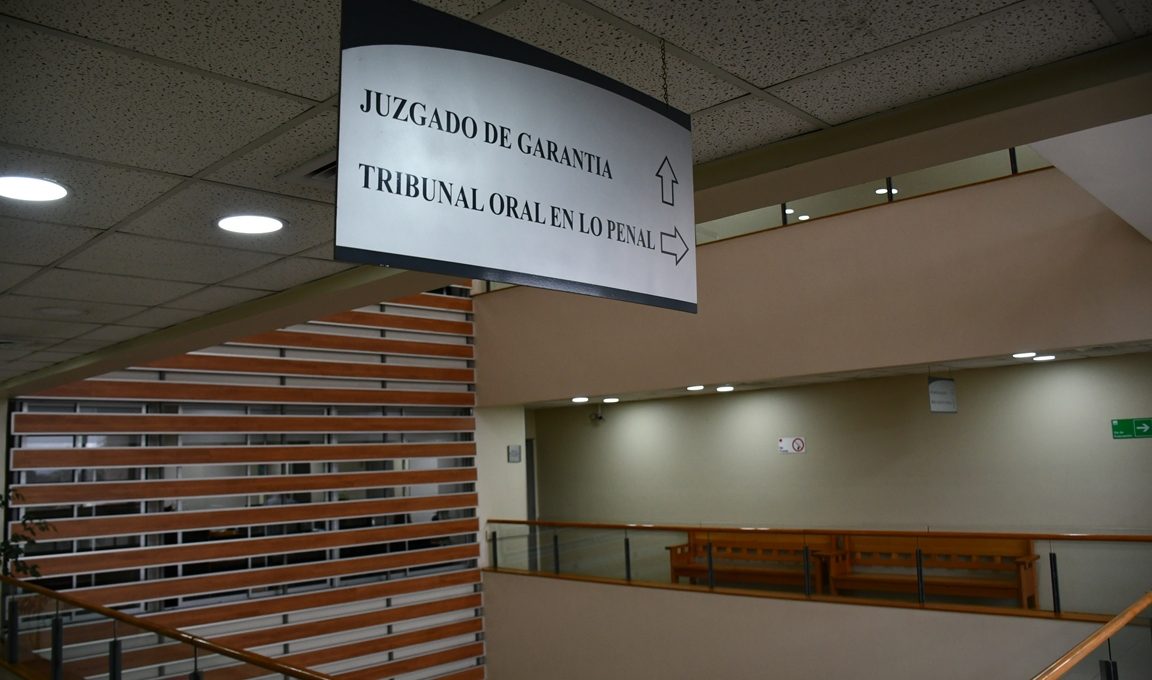 JUZGADO DE GARANTIA
TRIBUNAL ORAL EN LO PENAL